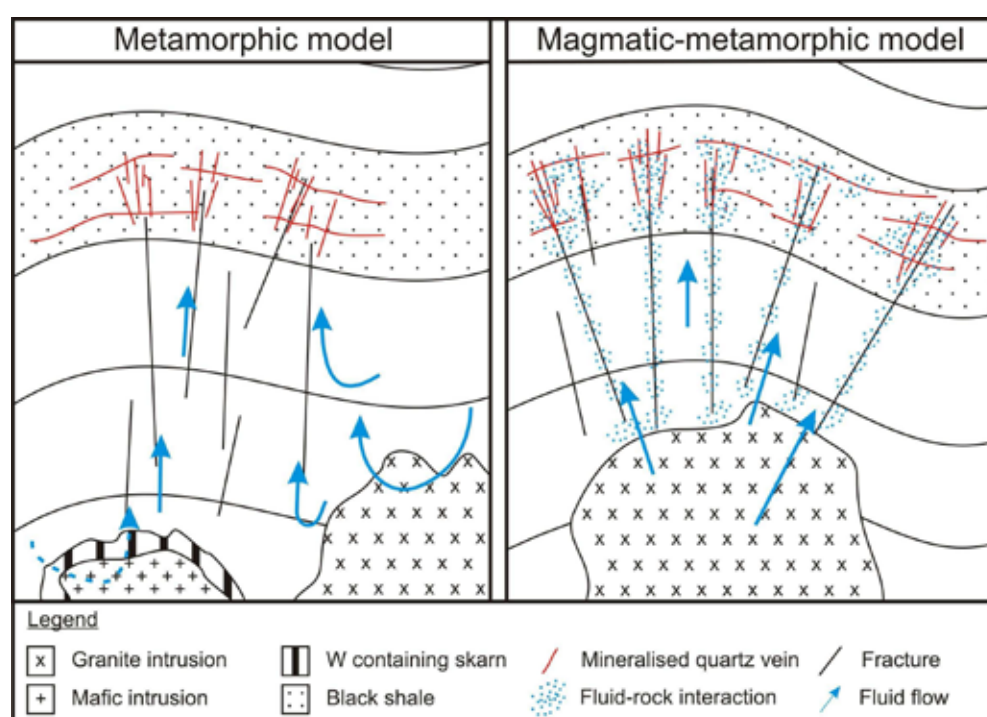 Metamorphic model
Magmatic-metamorphic model
Legend
x Granite intrusion
W containing skarn
Mineralised quartz vein
Fracture
+ Mafic intrusion
Black shale
Fluid-rock interaction
Fluid flow